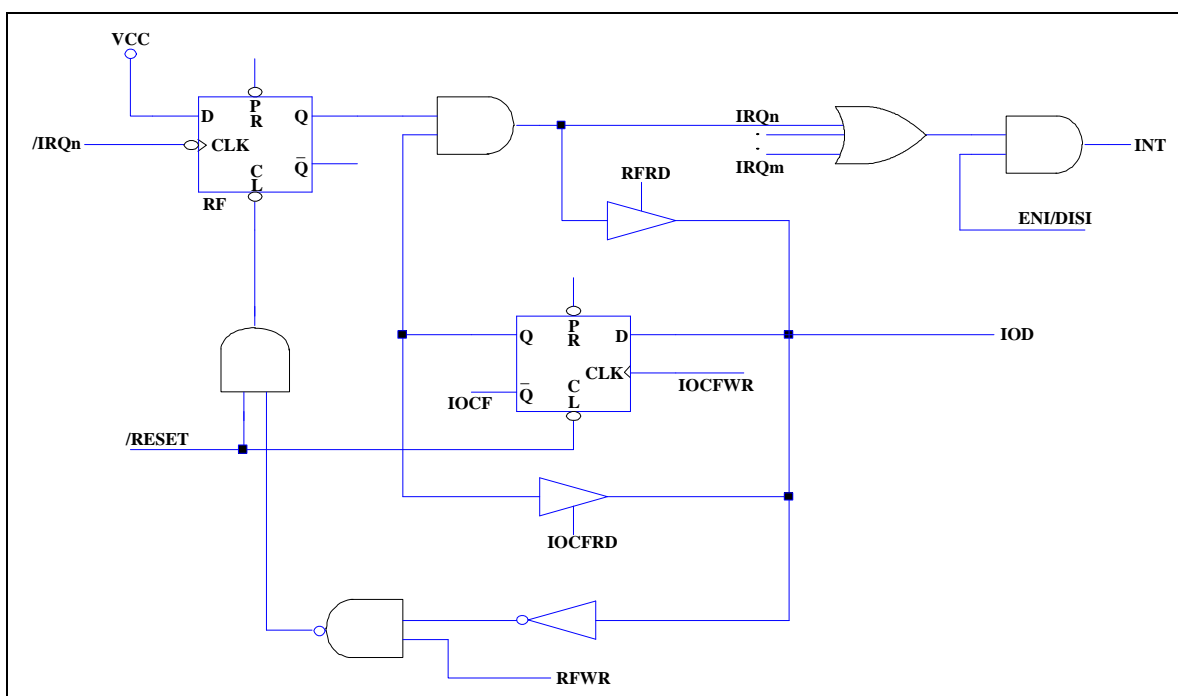 VCC
P
R
D
Q
/IRQn
CLK
Q
C
L
RF
IRQn
:
IRQm
INT
RFRD
ENI/DISI
P
R
Q
D
IOD
CLK
IOCFWR
IOCF
Q
C
L
/RESET
IOCFRD
RFWR